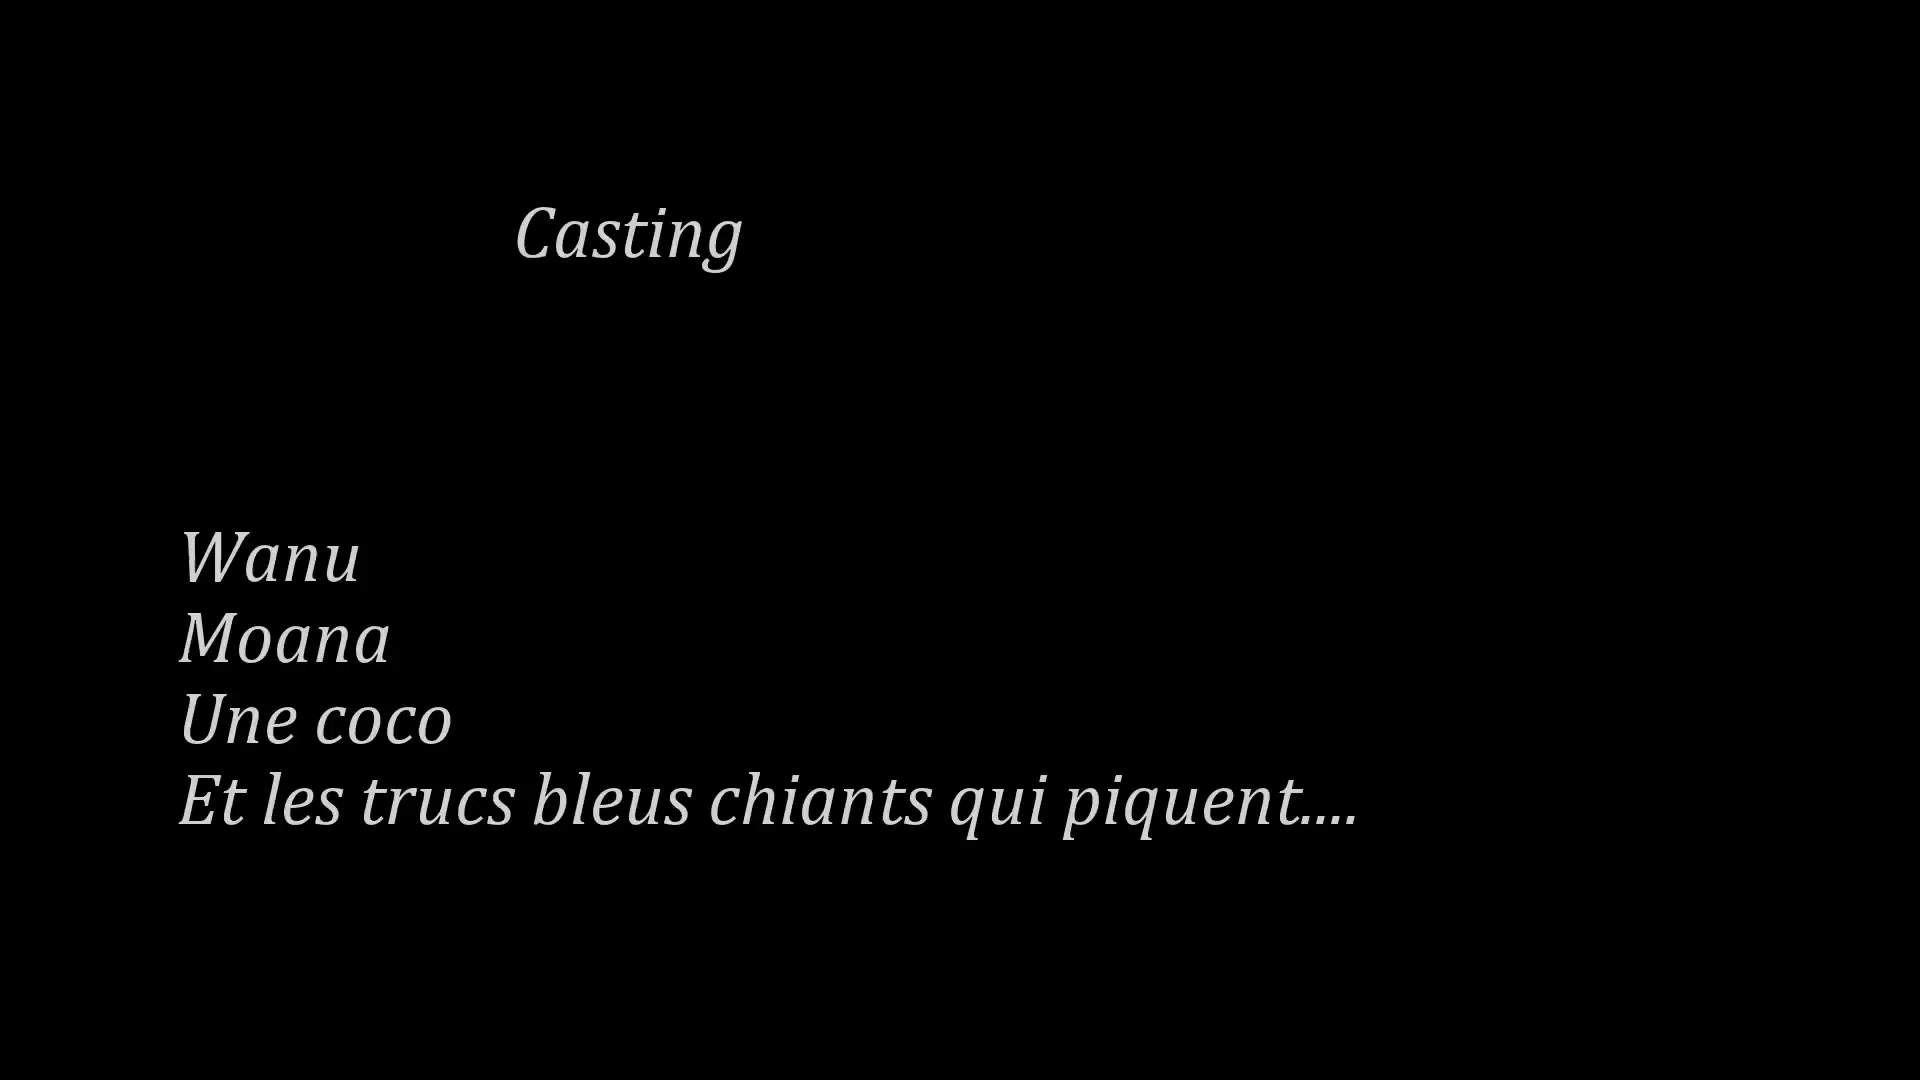 Casting
Wanu
Moana
Une coco
Et les trucs bleus chiants qui piquent....